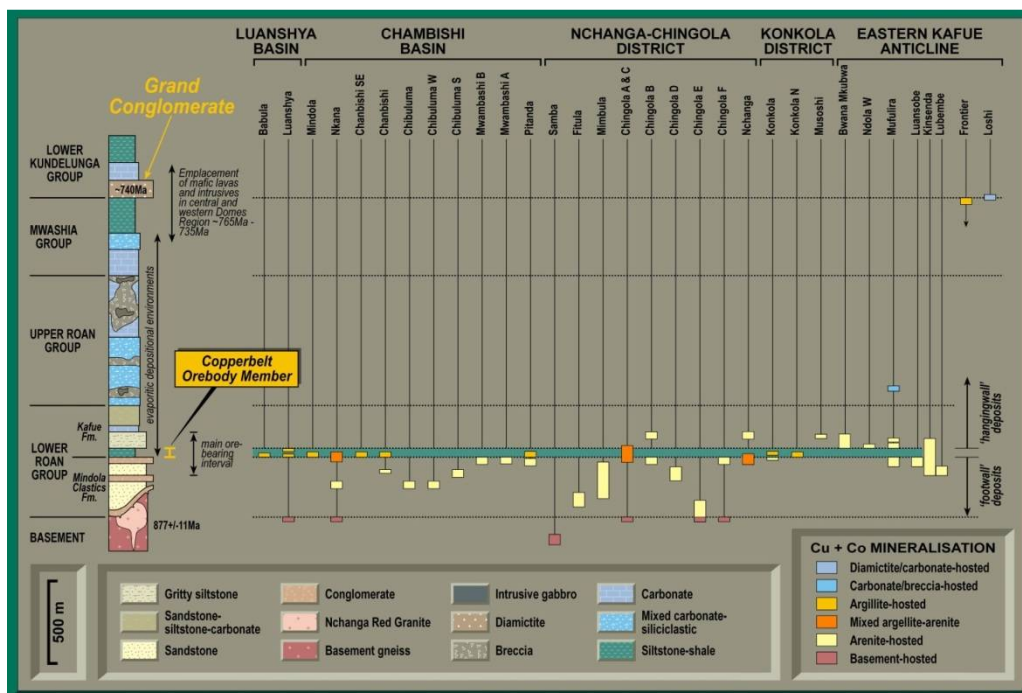 LUANSHYA
BASIN
CHAMBISHI
BASIN
NCHANGA-CHINGOLA
DISTRICT
KONKOLA
DISTRICT
EASTERN KAFUE
ANTICLINE
Babula
Luanshya
Mindola
Nkana
Chanbishi SE
Chanbishi
Chibuluma
Chibuluma W
Chibuluma S
Mwambashi B
Mwambashi A
Pitanda
Samba
Fitula
Mimbula
Chingola A & C
Chingola B
Chingola D
Chingola E
Chingola F
Nchanga
Konkola
Konkola N
Musoshi
Bwana Mkubwa
Ndola W
Mufulira
Luansobe
Kinsenda
Lubembe
Frontier
Loshi
Grand
Conglomerate
LOWER
KUNDELUNGA
GROUP
~740Ma
Emplacement
of mafic lavas
and intrusives
in central and
western Domes
Region ~765Ma -
735Ma
MWASHIA
GROUP
UPPER ROAN
GROUP
evaporitic depositional environments
Copperbelt
Orebody Member
Kafue
Fm.
LOWER
ROAN
GROUP
main ore-
bearing
interval
Mindola
Clastics
Fm.
877+/-11Ma
BASEMENT
'hangingwall'
deposits
'footwall'
deposits
500 m
Gritty siltstone
Sandstone-
siltstone-carbonate
Sandstone
Conglomerate
Nchanga Red Granite
Basement gneiss
Intrusive gabbro
Diamictite
Breccia
Carbonate
Mixed carbonate-
siliciclastic
Siltstone-shale
Cu + Co MINERALISATION
Diamictite/carbonate-hosted
Carbonate/breccia-hosted
Argillite-hosted
Mixed argellite-arenite
Arenite-hosted
Basement-hosted